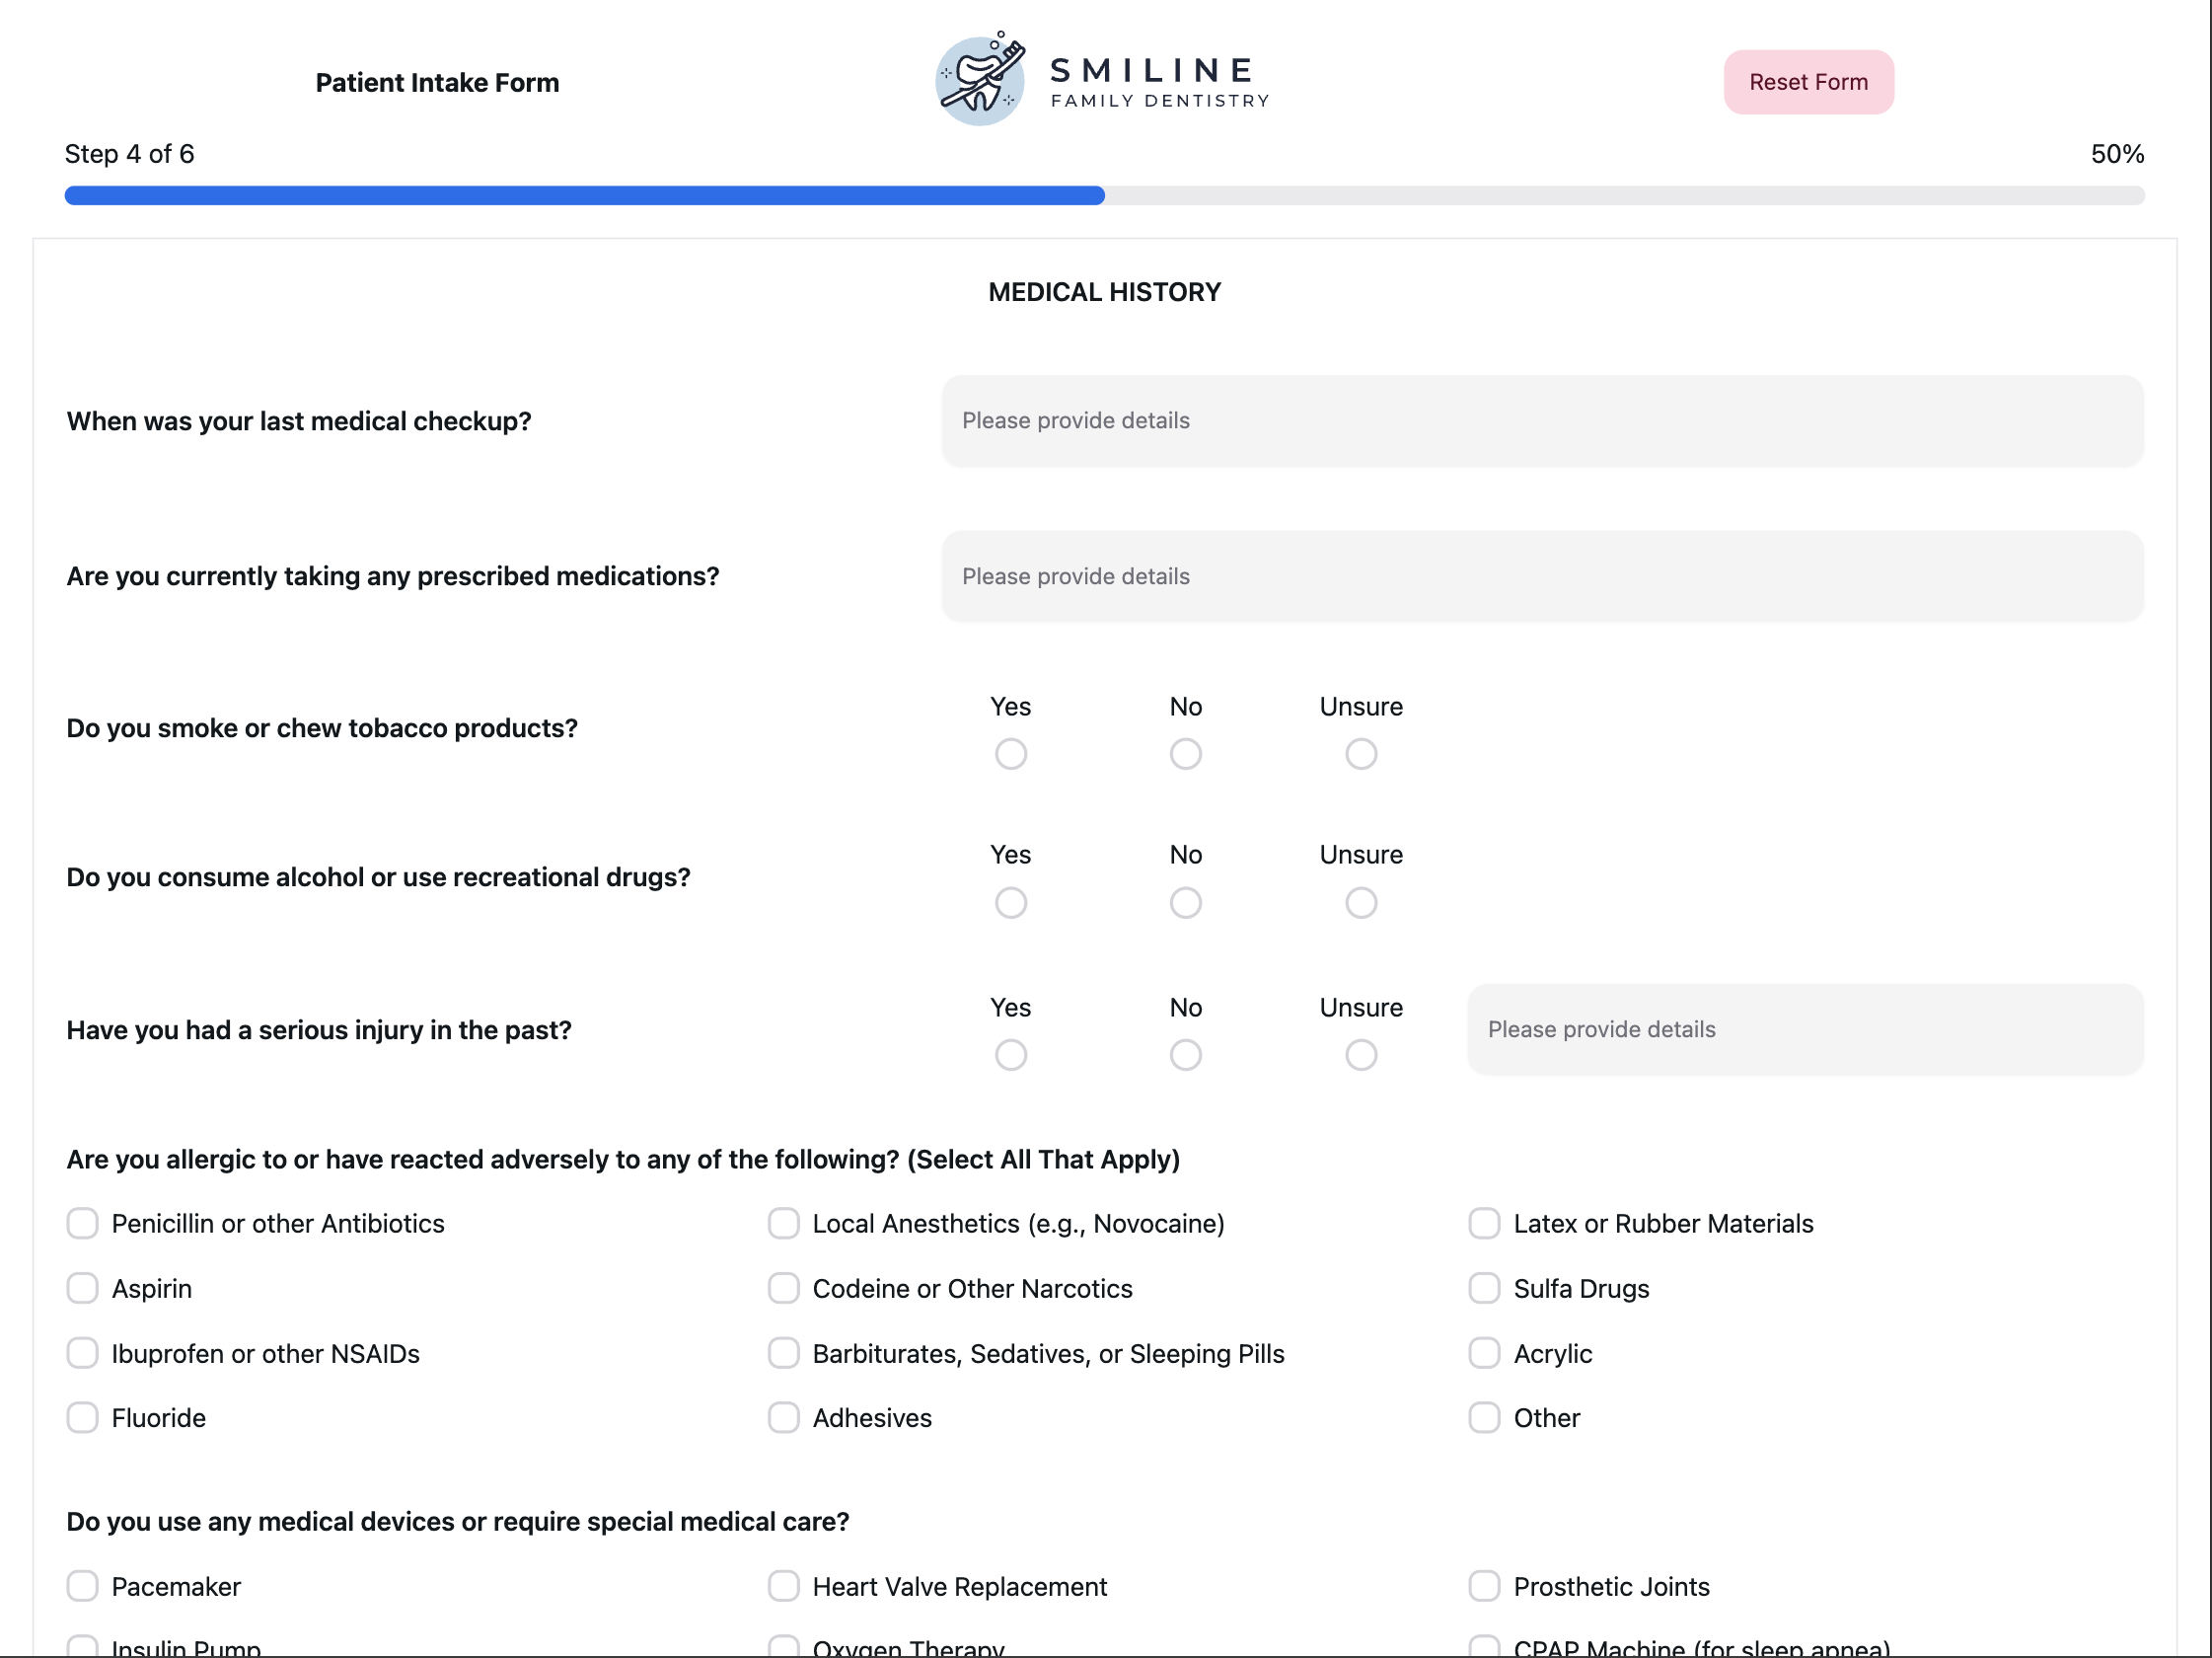 Patient Intake Form
SMILINE
FAMILY DENTISTRY
Reset Form
Step 4 of 6
50%
MEDICAL HISTORY
When was your last medical checkup?
Please provide details
Are you currently taking any prescribed medications?
Please provide details
Do you smoke or chew tobacco products?
Yes No Unsure
Do you consume alcohol or use recreational drugs?
Yes No Unsure
Have you had a serious injury in the past?
Yes No Unsure
Please provide details
Are you allergic to or have reacted adversely to any of the following? (Select All That Apply)
Penicillin or other Antibiotics Local Anesthetics (e.g., Novocaine) Latex or Rubber Materials
Aspirin Codeine or Other Narcotics Sulfa Drugs
Ibuprofen or other NSAIDs Barbiturates, Sedatives, or Sleeping Pills Acrylic
Fluoride Adhesives Other
Do you use any medical devices or require special medical care?
Pacemaker Heart Valve Replacement Prosthetic Joints
Insulin Pump Oxygen Therapy CPAP Machine (for sleep apnea)